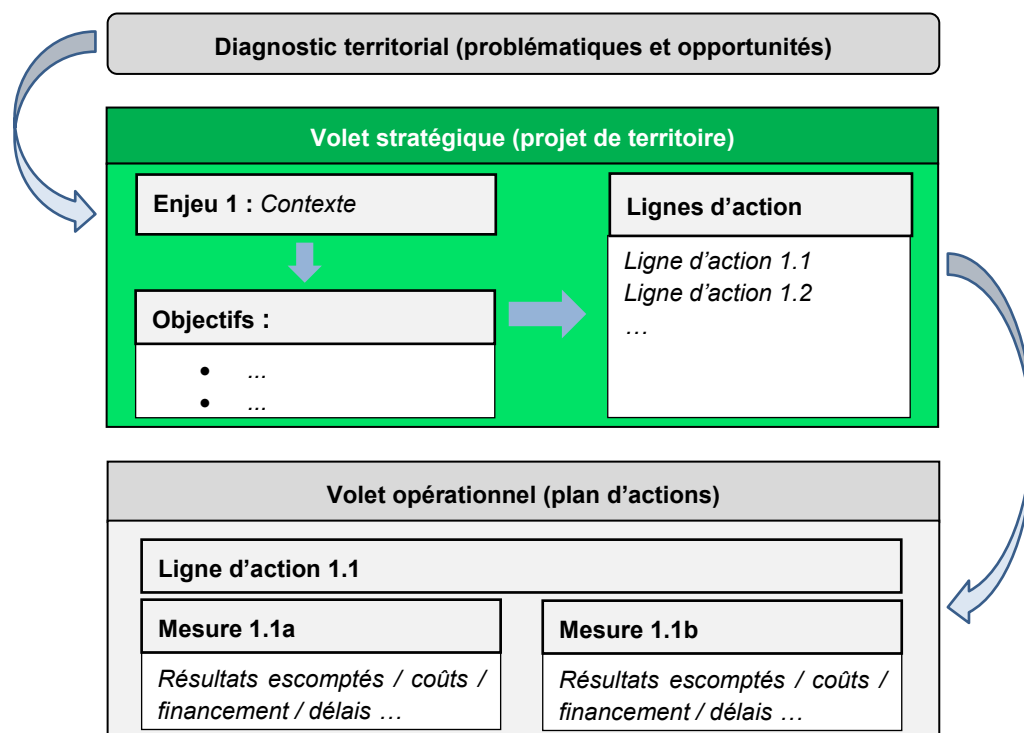 Diagnostic territorial (problématiques et opportunités)
Volet stratégique (projet de territoire)
Enjeu 1 : Contexte
Objectifs :
• ...
• ...
Lignes d’action
Ligne d’action 1.1
Ligne d’action 1.2
…
Volet opérationnel (plan d’actions)
Ligne d’action 1.1
Mesure 1.1a
Résultats escomptés / coûts /
financement / délais …
Mesure 1.1b
Résultats escomptés / coûts /
financement / délais …